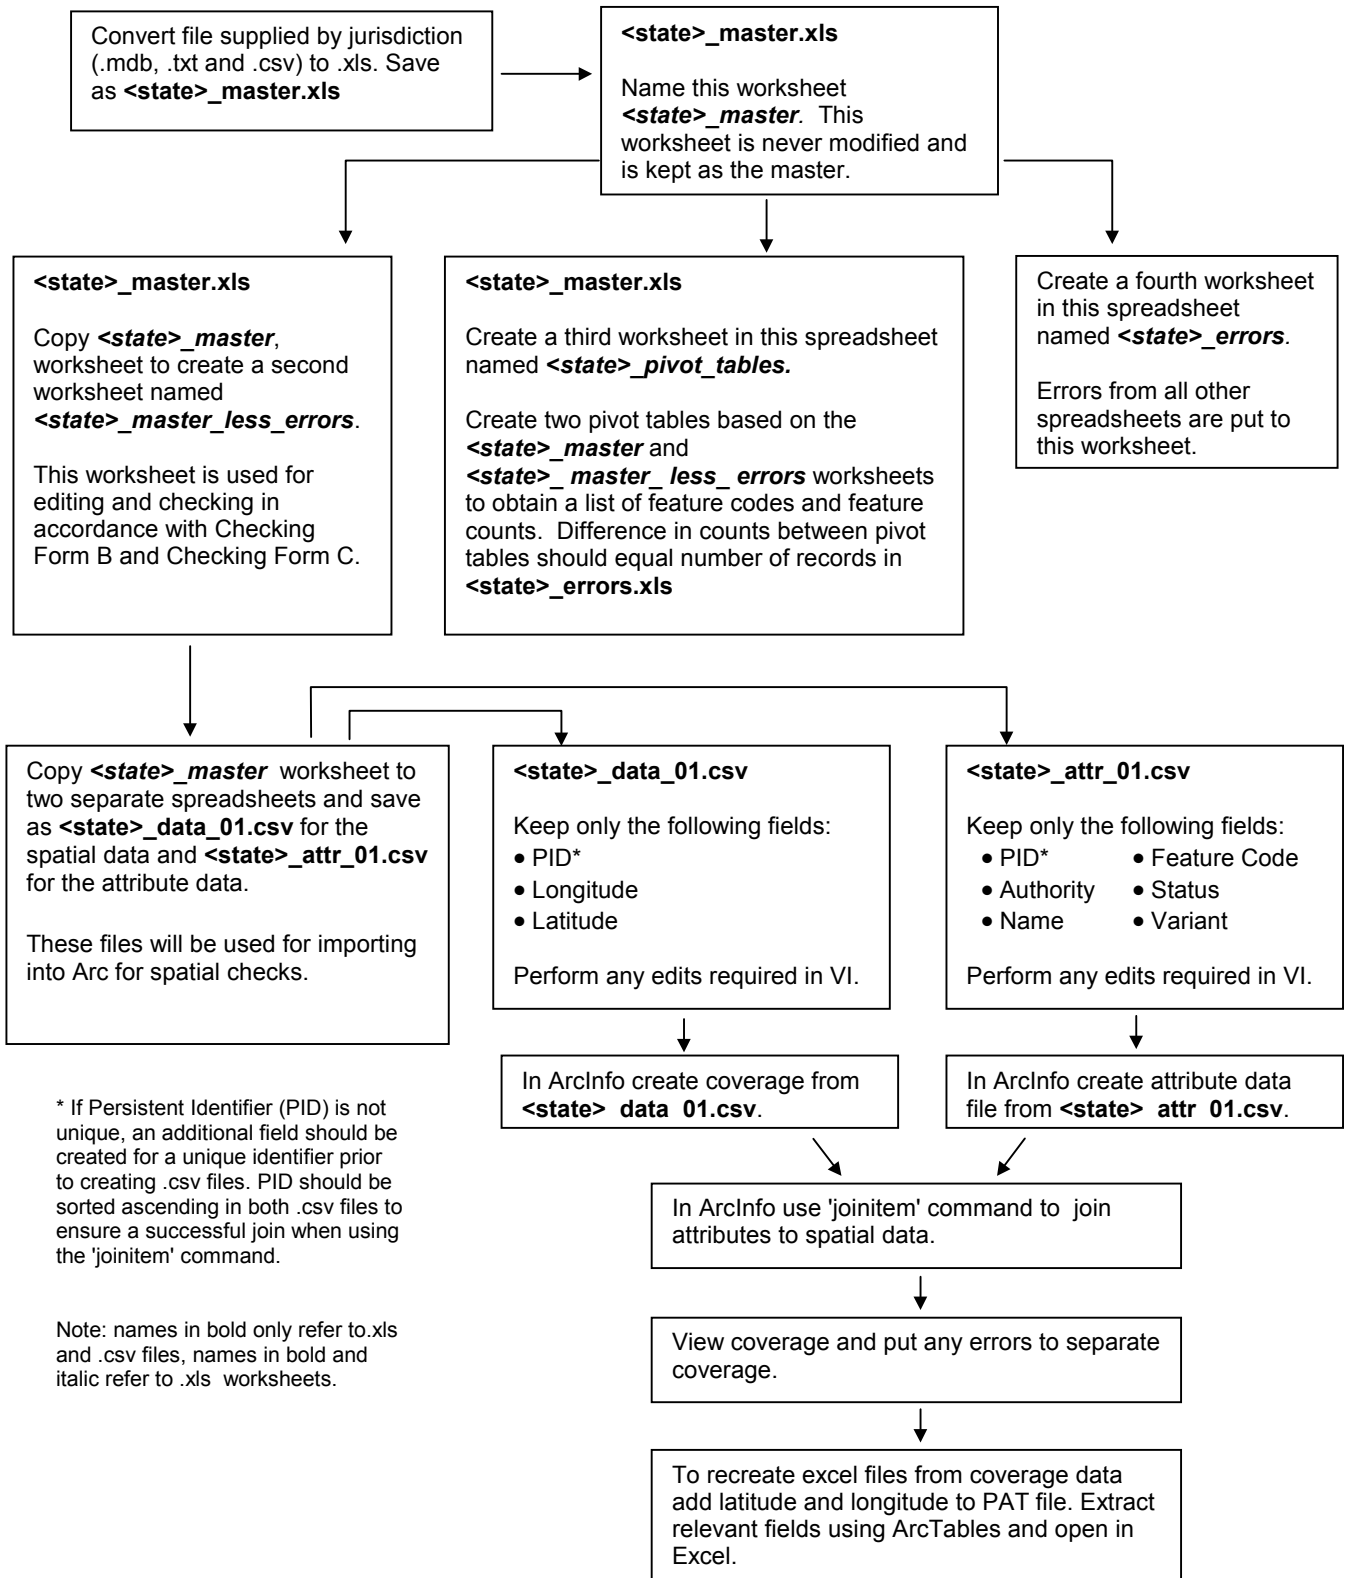 Convert file supplied by jurisdiction
(.mdb, .txt and .csv) to .xls. Save
as <state>_master.xls
<state>_master.xls
Name this worksheet
<state>_master. This
worksheet is never modified and
is kept as the master.
<state>_master.xls
Copy <state>_master,
worksheet to create a second
worksheet named
<state>_master_less_errors.
This worksheet is used for
editing and checking in
accordance with Checking
Form B and Checking Form C.
<state>_master.xls
Create a third worksheet in this spreadsheet
named <state>_pivot_tables.
Create two pivot tables based on the
<state>_master and
<state>_ master_ less_ errors worksheets
to obtain a list of feature codes and feature
counts. Difference in counts between pivot
tables should equal number of records in
<state>_errors.xls
Create a fourth worksheet
in this spreadsheet
named <state>_errors.
Errors from all other
spreadsheets are put to
this worksheet.
Copy <state>_master worksheet to
two separate spreadsheets and save
as <state>_data_01.csv for the
spatial data and <state>_attr_01.csv
for the attribute data.
These files will be used for importing
into Arc for spatial checks.
<state>_data_01.csv
Keep only the following fields:
• PID*
• Longitude
• Latitude
Perform any edits required in VI.
<state>_attr_01.csv
Keep only the following fields:
• PID* • Feature Code
• Authority • Status
• Name • Variant
Perform any edits required in VI.
In ArcInfo create coverage from
<state> data 01.csv.
In ArcInfo create attribute data
file from <state> attr 01.csv.
* If Persistent Identifier (PID) is not
unique, an additional field should be
created for a unique identifier prior
to creating .csv files. PID should be
sorted ascending in both .csv files to
ensure a successful join when using
the 'joinitem' command.
Note: names in bold only refer to.xls
and .csv files, names in bold and
italic refer to .xls worksheets.
In ArcInfo use 'joinitem' command to join
attributes to spatial data.
View coverage and put any errors to separate
coverage.
To recreate excel files from coverage data
add latitude and longitude to PAT file. Extract
relevant fields using ArcTables and open in
Excel.